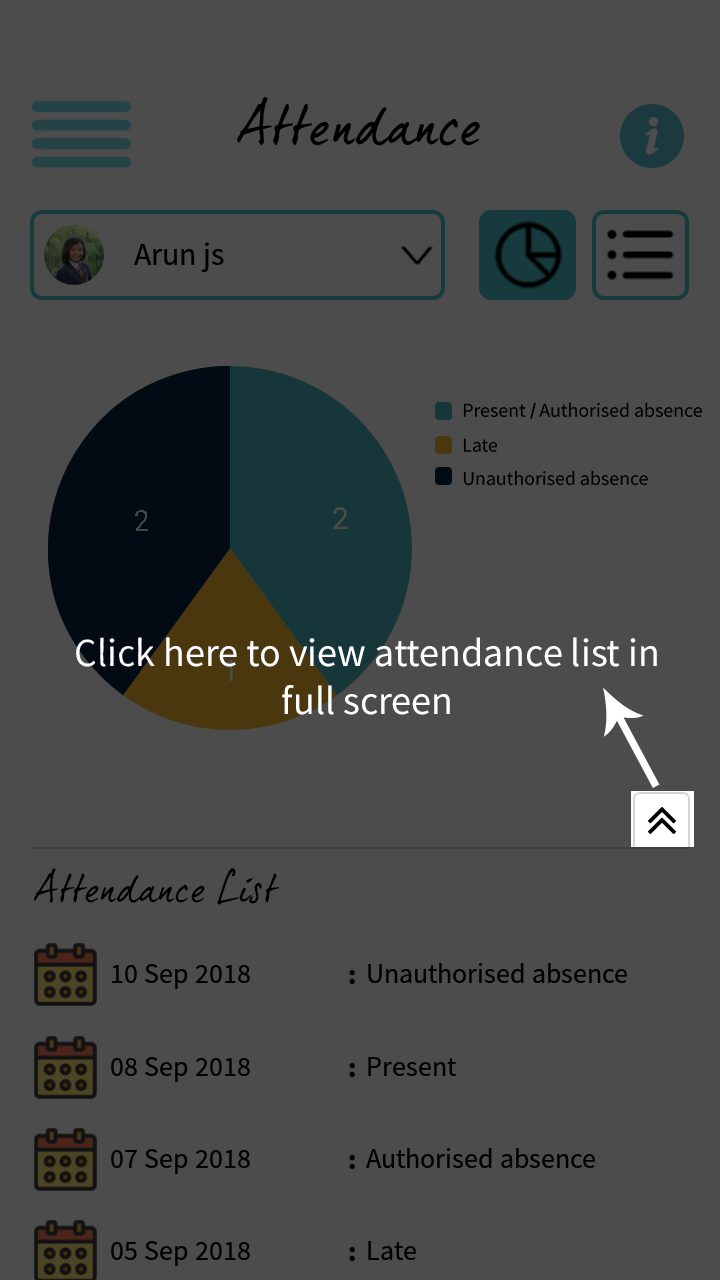 Attendance
i
Arun js
Present / Authorised absence
Late
Unauthorised absence
2
2
1
Click here to view attendance list in
full screen
Attendance List
10 Sep 2018 : Unauthorised absence
08 Sep 2018 : Present
07 Sep 2018 : Authorised absence
05 Sep 2018 : Late